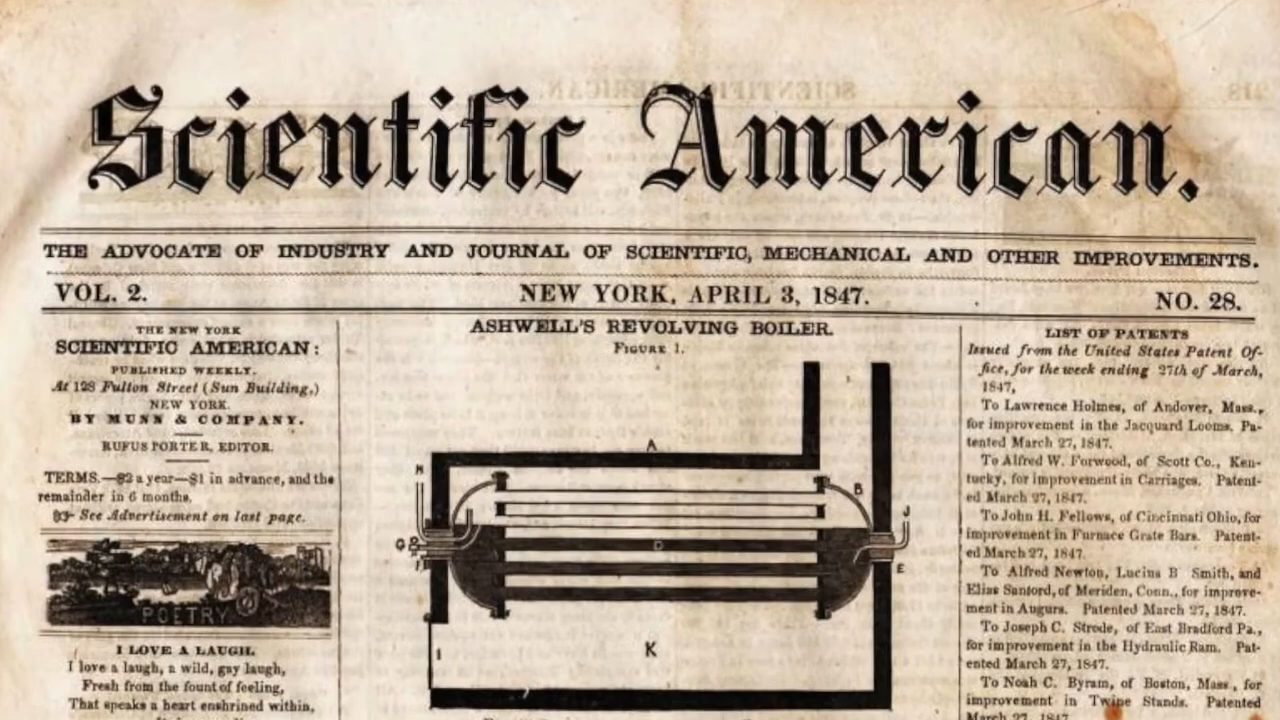 Scientific American.
THE ADVOCATE OF INDUSTRY AND JOURNAL OF SCIENTIFIC, MECHANICAL AND OTHER IMPROVEMENTS.
VOL. 2.
NEW YORK, APRIL 3, 1847.
NO. 28.
THE NEW YORK
SCIENTIFIC AMERICAN:
PUBLISHED WEEKLY.
At 128 Fulton Street (Sun Building,)
NEW YORK.
BY MUNN & COMPANY.
RUFUS PORTER, EDITOR.
TERMS.—$2 a year—$1 in advance, and the
remainder in 6 months.
See Advertisement on last page.
POETRY
I LOVE A LAUGH.
I love a laugh, a wild, gay laugh,
Fresh from the fount of feeling,
That speaks a heart enshrined within,
ASHWELL'S REVOLVING BOILER.
FIGURE 1.
A
H
B
J
G
D
E
I
K
LIST OF PATENTS
Issued from the United States Patent Of-
fice, for the week ending 27th of March,
1847,
To Lawrence Holmes, of Andover, Mass.,
for improvement in the Jacquard Looms. Pa-
tented March 27, 1847.
To Alfred W. Forwood, of Scott Co., Ken-
tucky, for improvement in Carriages. Patent-
ed March 27, 1847.
To John H. Fellows, of Cincinnati Ohio, for
improvement in Furnace Grate Bars. Patent-
ed March 27, 1847.
To Alfred Newton, Lucius B Smith, and
Elias Sanford, of Meriden, Conn., for improve-
ment in Augurs. Patented March 27, 1847.
To Joseph C. Strode, of East Bradford Pa.,
for improvement in the Hydraulic Ram. Pat-
ented March 27, 1847.
To Noah C. Byram, of Boston, Mass, for
improvement in Twine Stands. Patented
March 27, 1847